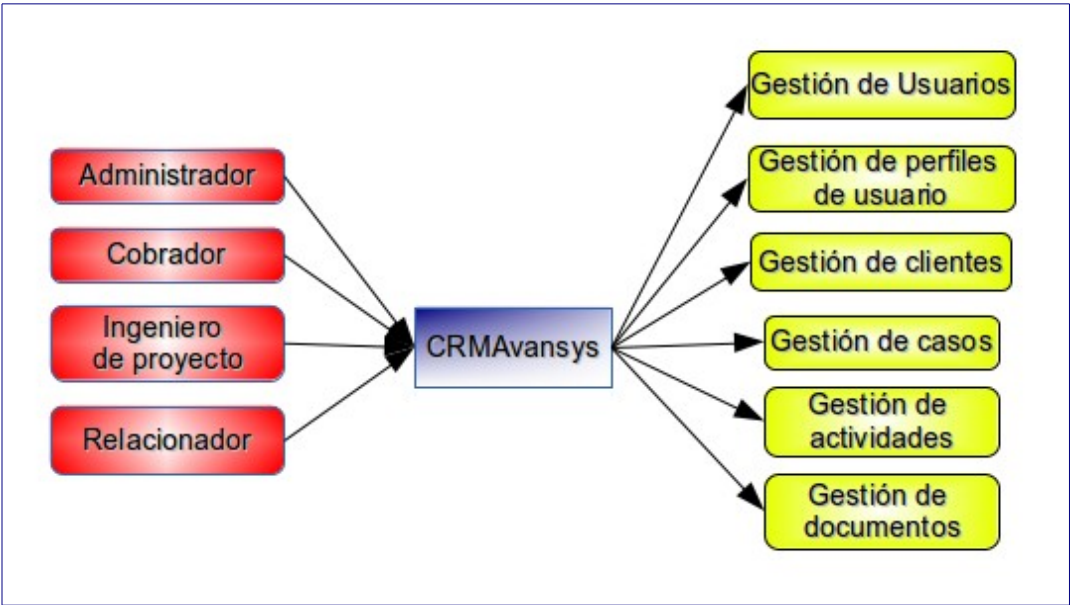 Administrador
Cobrador
Ingeniero
de proyecto
Relacionador
CRMAvansys
Gestión de Usuarios
Gestión de perfiles
de usuario
Gestión de clientes
Gestión de casos
Gestión de
actividades
Gestión de
documentos